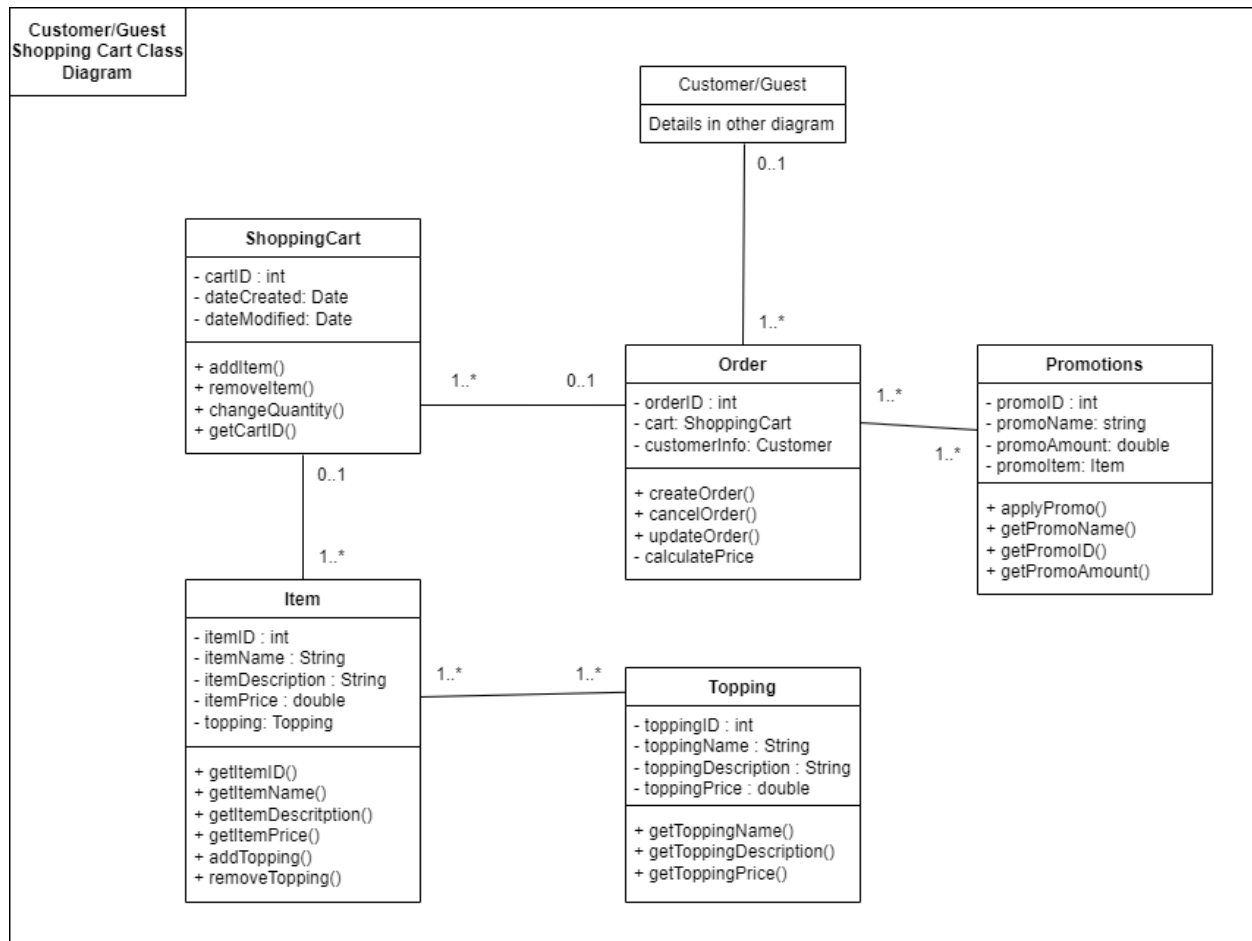 Customer/Guest
Shopping Cart Class
Diagram
Customer/Guest
Details in other diagram
0..1
1..*
ShoppingCart
- cartID : int
- dateCreated: Date
- dateModified: Date
+ addItem()
+ removeItem()
+ changeQuantity()
+ getCartID()
1..*
0..1
Order
- orderID : int
- cart: ShoppingCart
- customerInfo: Customer
+ createOrder()
+ cancelOrder()
+ updateOrder()
- calculatePrice
1..*
1..*
Promotions
- promoID : int
- promoName: string
- promoAmount: double
- promoItem: Item
+ applyPromo()
+ getPromoName()
+ getPromoID()
+ getPromoAmount()
0..1
1..*
Item
- itemID : int
- itemName : String
- itemDescription : String
- itemPrice : double
- topping: Topping
+ getItemID()
+ getItemName()
+ getItemDescritption()
+ getItemPrice()
+ addTopping()
+ removeTopping()
1..*
1..*
Topping
- toppingID : int
- toppingName : String
- toppingDescription : String
- toppingPrice : double
+ getToppingName()
+ getToppingDescription()
+ getToppingPrice()